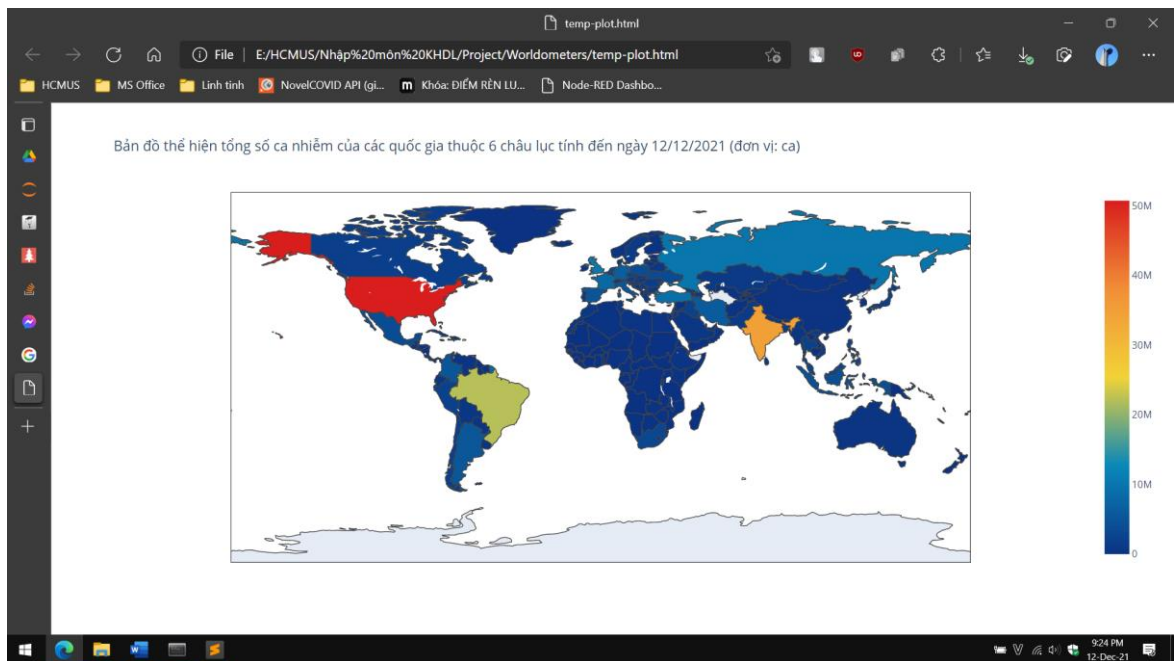 temp-plot.html
File
E:/HCMUS/Nhập%20môn%20KHDL/Project/Worldometers/temp-plot.html
HCMUS
MS Office
Linh tinh
NovelCOVID API (gi...
Khóa: ĐIỂM RÈN LU...
Node-RED Dashbo...
Bản đồ thể hiện tổng số ca nhiễm của các quốc gia thuộc 6 châu lục tính đến ngày 12/12/2021 (đơn vị: ca)
50M
40M
30M
20M
10M
0
9:24 PM
12-Dec-21